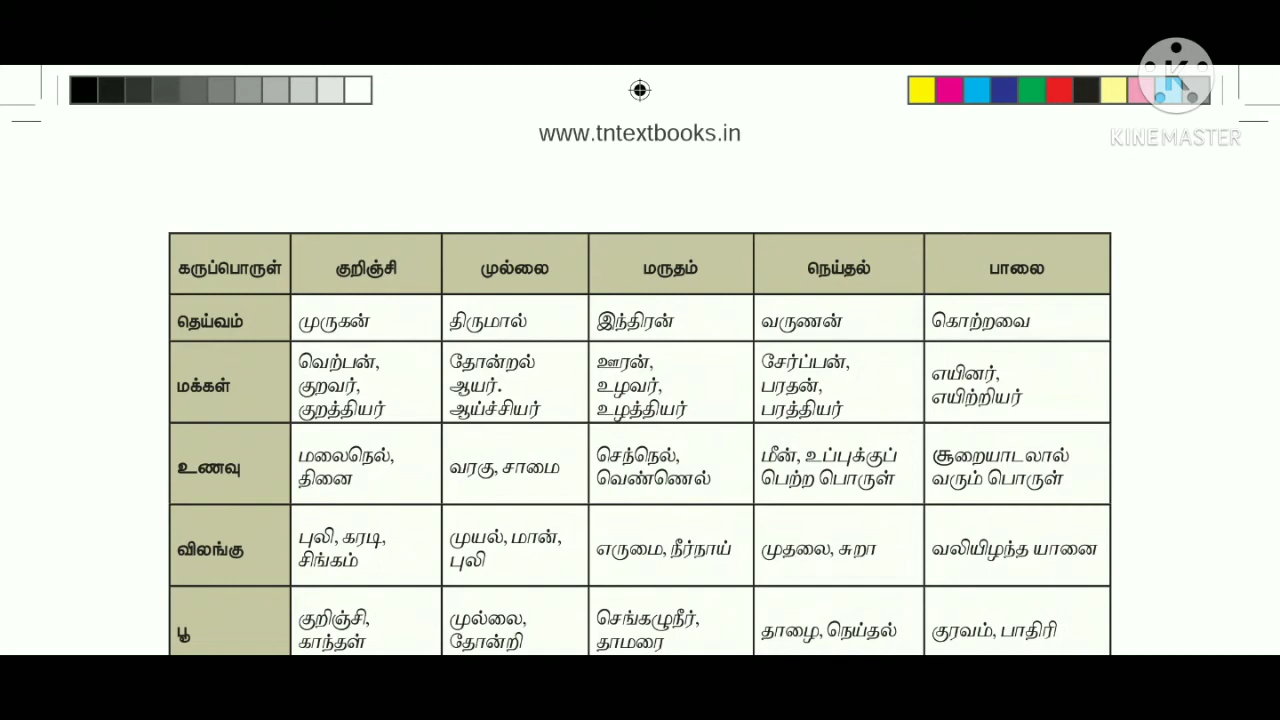 K
KINEMASTER
www.tntextbooks.in
கருப்பொருள் குறிஞ்சி முல்லை மருதம் நெய்தல் பாலை
தெய்வம் முருகன் திருமால் இந்திரன் வருணன் கொற்றவை
மக்கள் வெற்பன், குறவர், குறத்தியர் தோன்றல் ஆயர். ஆய்ச்சியர் ஊரன், உழவர், உழத்தியர் சேர்ப்பன், பரதன், பரத்தியர் எயினர், எயிற்றியர்
உணவு மலைநெல், தினை வரகு, சாமை செந்நெல், வெண்ணெல் மீன், உப்புக்குப் பெற்ற பொருள் சூறையாடலால் வரும் பொருள்
விலங்கு புலி, கரடி, சிங்கம் முயல், மான், புலி எருமை, நீர்நாய் முதலை, சுறா வலியிழந்த யானை
பூ குறிஞ்சி, காந்தள் முல்லை, தோன்றி செங்கழுநீர், தாமரை தாழை, நெய்தல் குரவம், பாதிரி